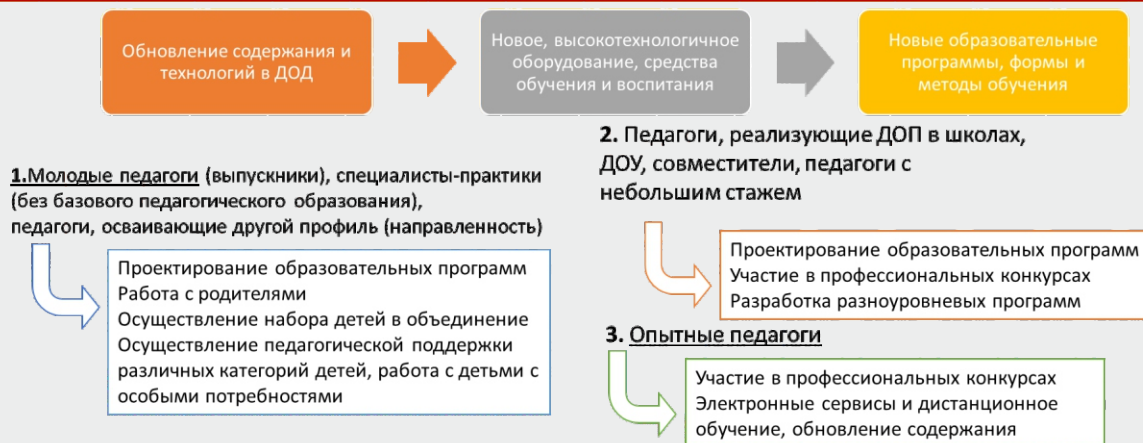 Обновление содержания и
технологий в ДОД
Новое, высокотехнологичное
оборудование, средства
обучения и воспитания
Новые образовательные
программы, формы и
методы обучения
1.Молодые педагоги (выпускники), специалисты-практики
(без базового педагогического образования),
педагоги, осваивающие другой профиль (направленность)
Проектирование образовательных программ
Работа с родителями
Осуществление набора детей в объединение
Осуществление педагогической поддержки
различных категорий детей, работа с детьми с
особыми потребностями
2. Педагоги, реализующие ДОП в школах,
ДОУ, совместители, педагоги с
небольшим стажем
Проектирование образовательных программ
Участие в профессиональных конкурсах
Разработка разноуровневых программ
3. Опытные педагоги
Участие в профессиональных конкурсах
Электронные сервисы и дистанционное
обучение, обновление содержания